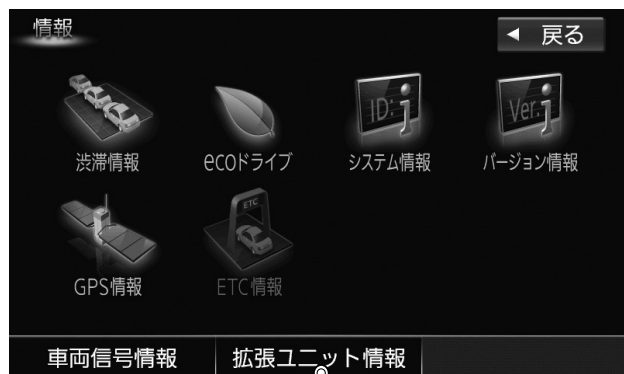 情報
◀ 戻る
渋滞情報
ecoドライブ
ID: i
システム情報
Ver. i
バージョン情報
GPS情報
ETC
ETC情報
車両信号情報
拡張ユニット情報